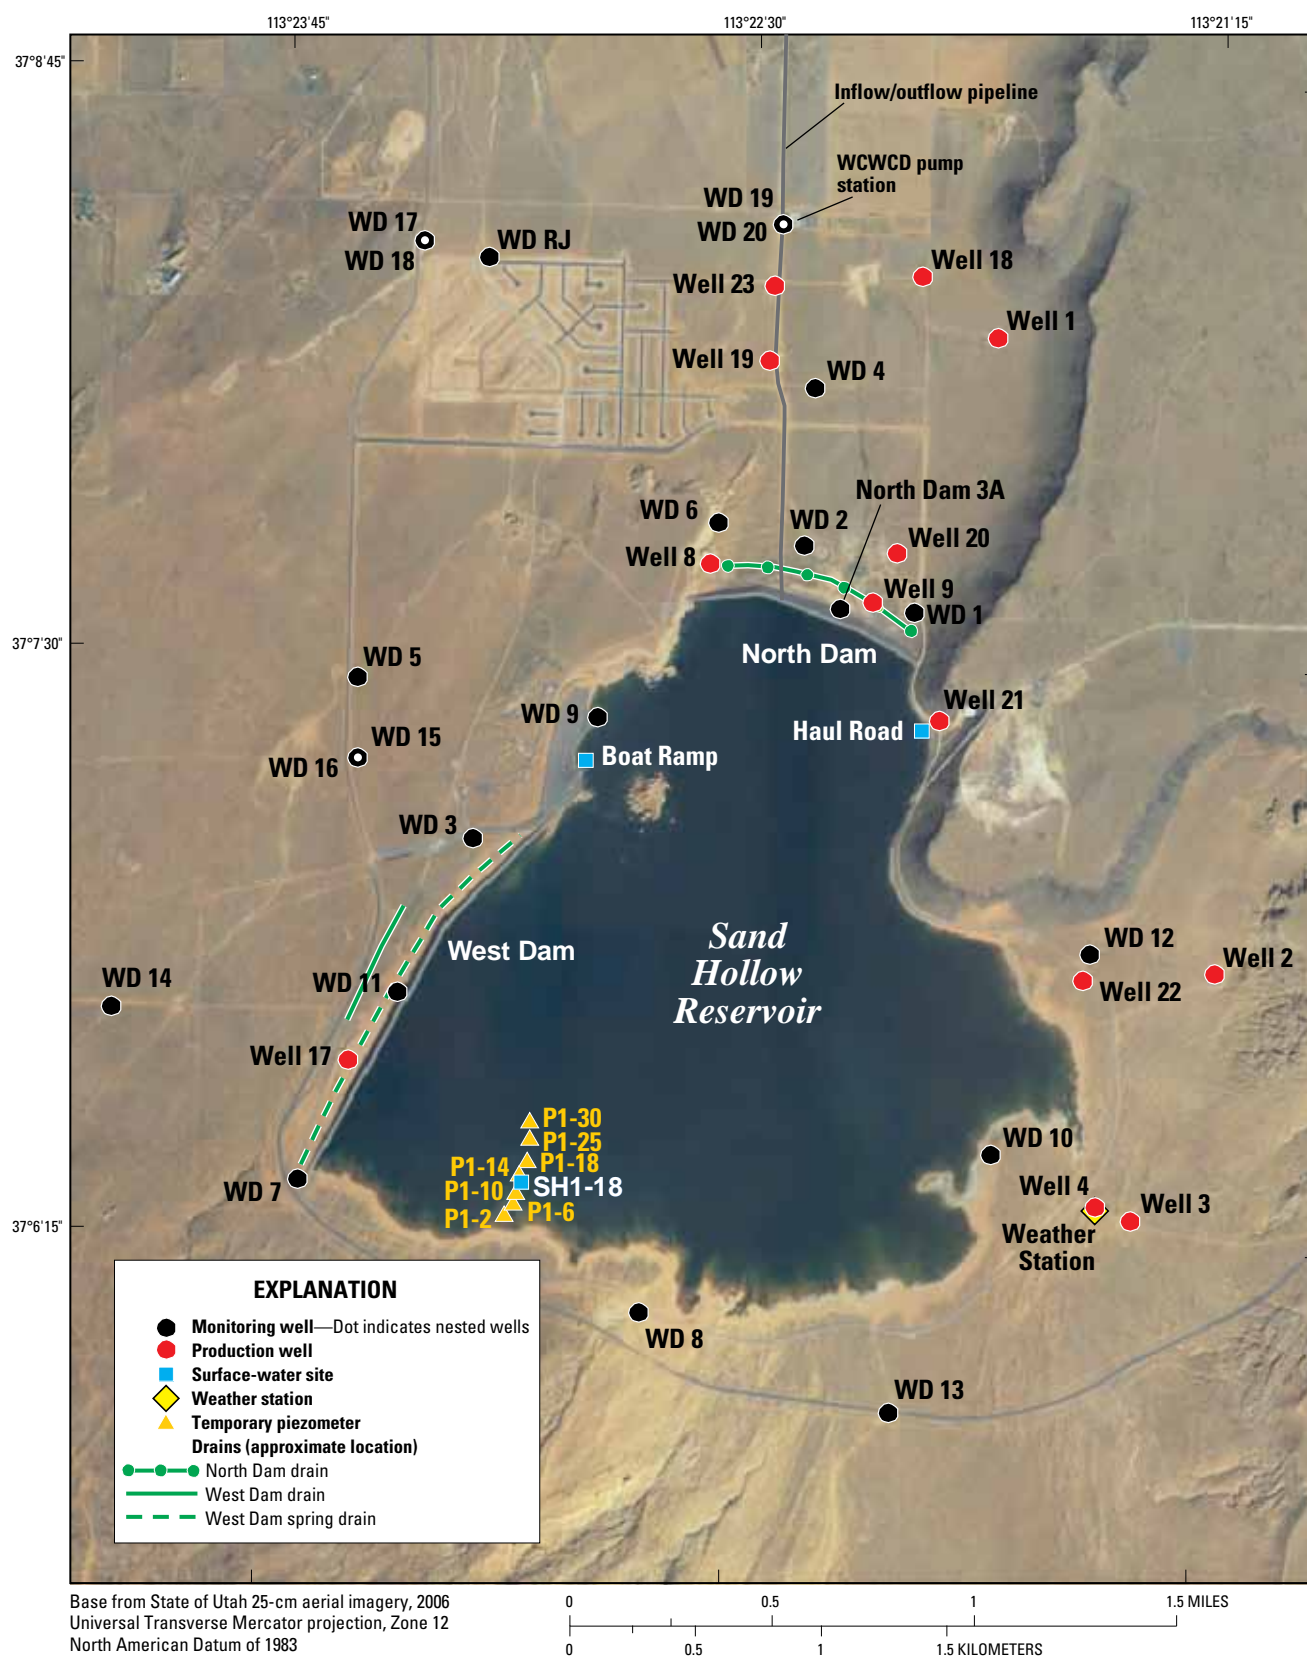 113°23'45"
113°22'30"
113°21'15"
37°8'45"
Inflow/outflow pipeline
WCWCD pump
station
WD 19
WD 20
WD 17
WD 18
WD RJ
Well 18
Well 23
Well 1
Well 19
WD 4
North Dam 3A
WD 6
WD 2
Well 20
Well 8
Well 9
WD 1
37°7'30"
North Dam
WD 5
WD 9
Well 21
Haul Road
WD 15
WD 16
Boat Ramp
WD 3
Sand
Hollow
Reservoir
West Dam
WD 12
Well 2
WD 14
WD 11
Well 22
Well 17
P1-30
P1-25
P1-18
P1-14
SH1-18
P1-10
P1-6
P1-2
WD 10
WD 7
Well 4
Well 3
Weather
Station
37°6'15"
WD 8
WD 13
EXPLANATION
Monitoring well—Dot indicates nested wells
Production well
Surface-water site
Weather station
Temporary piezometer
Drains (approximate location)
North Dam drain
West Dam drain
West Dam spring drain
Base from State of Utah 25-cm aerial imagery, 2006
Universal Transverse Mercator projection, Zone 12
North American Datum of 1983
0 0.5 1 1.5 MILES
0 0.5 1 1.5 KILOMETERS